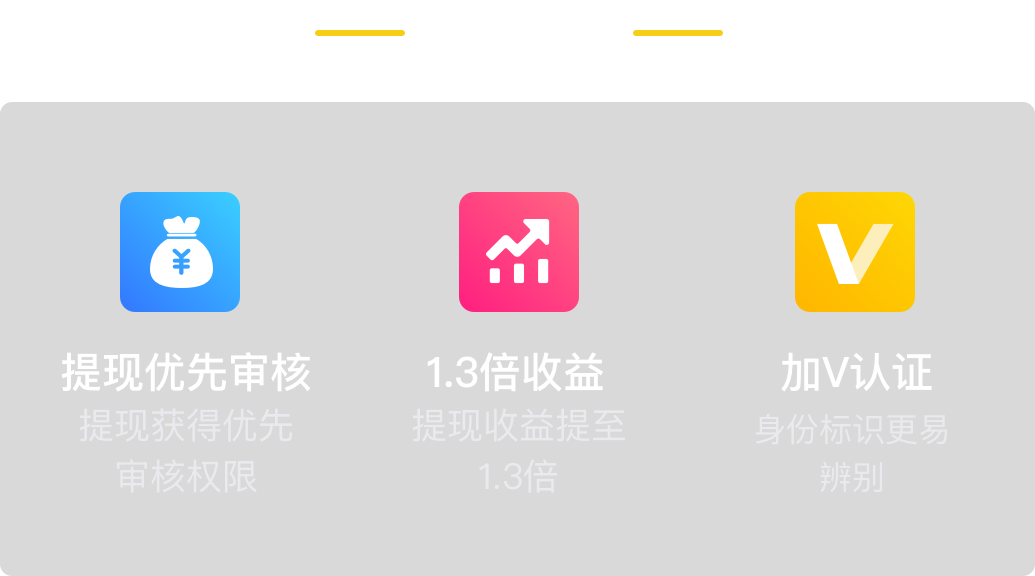 提现优先审核
提现获得优先
审核权限
1.3倍收益
提现收益提至
1.3倍
加V认证
身份标识更易
辨别